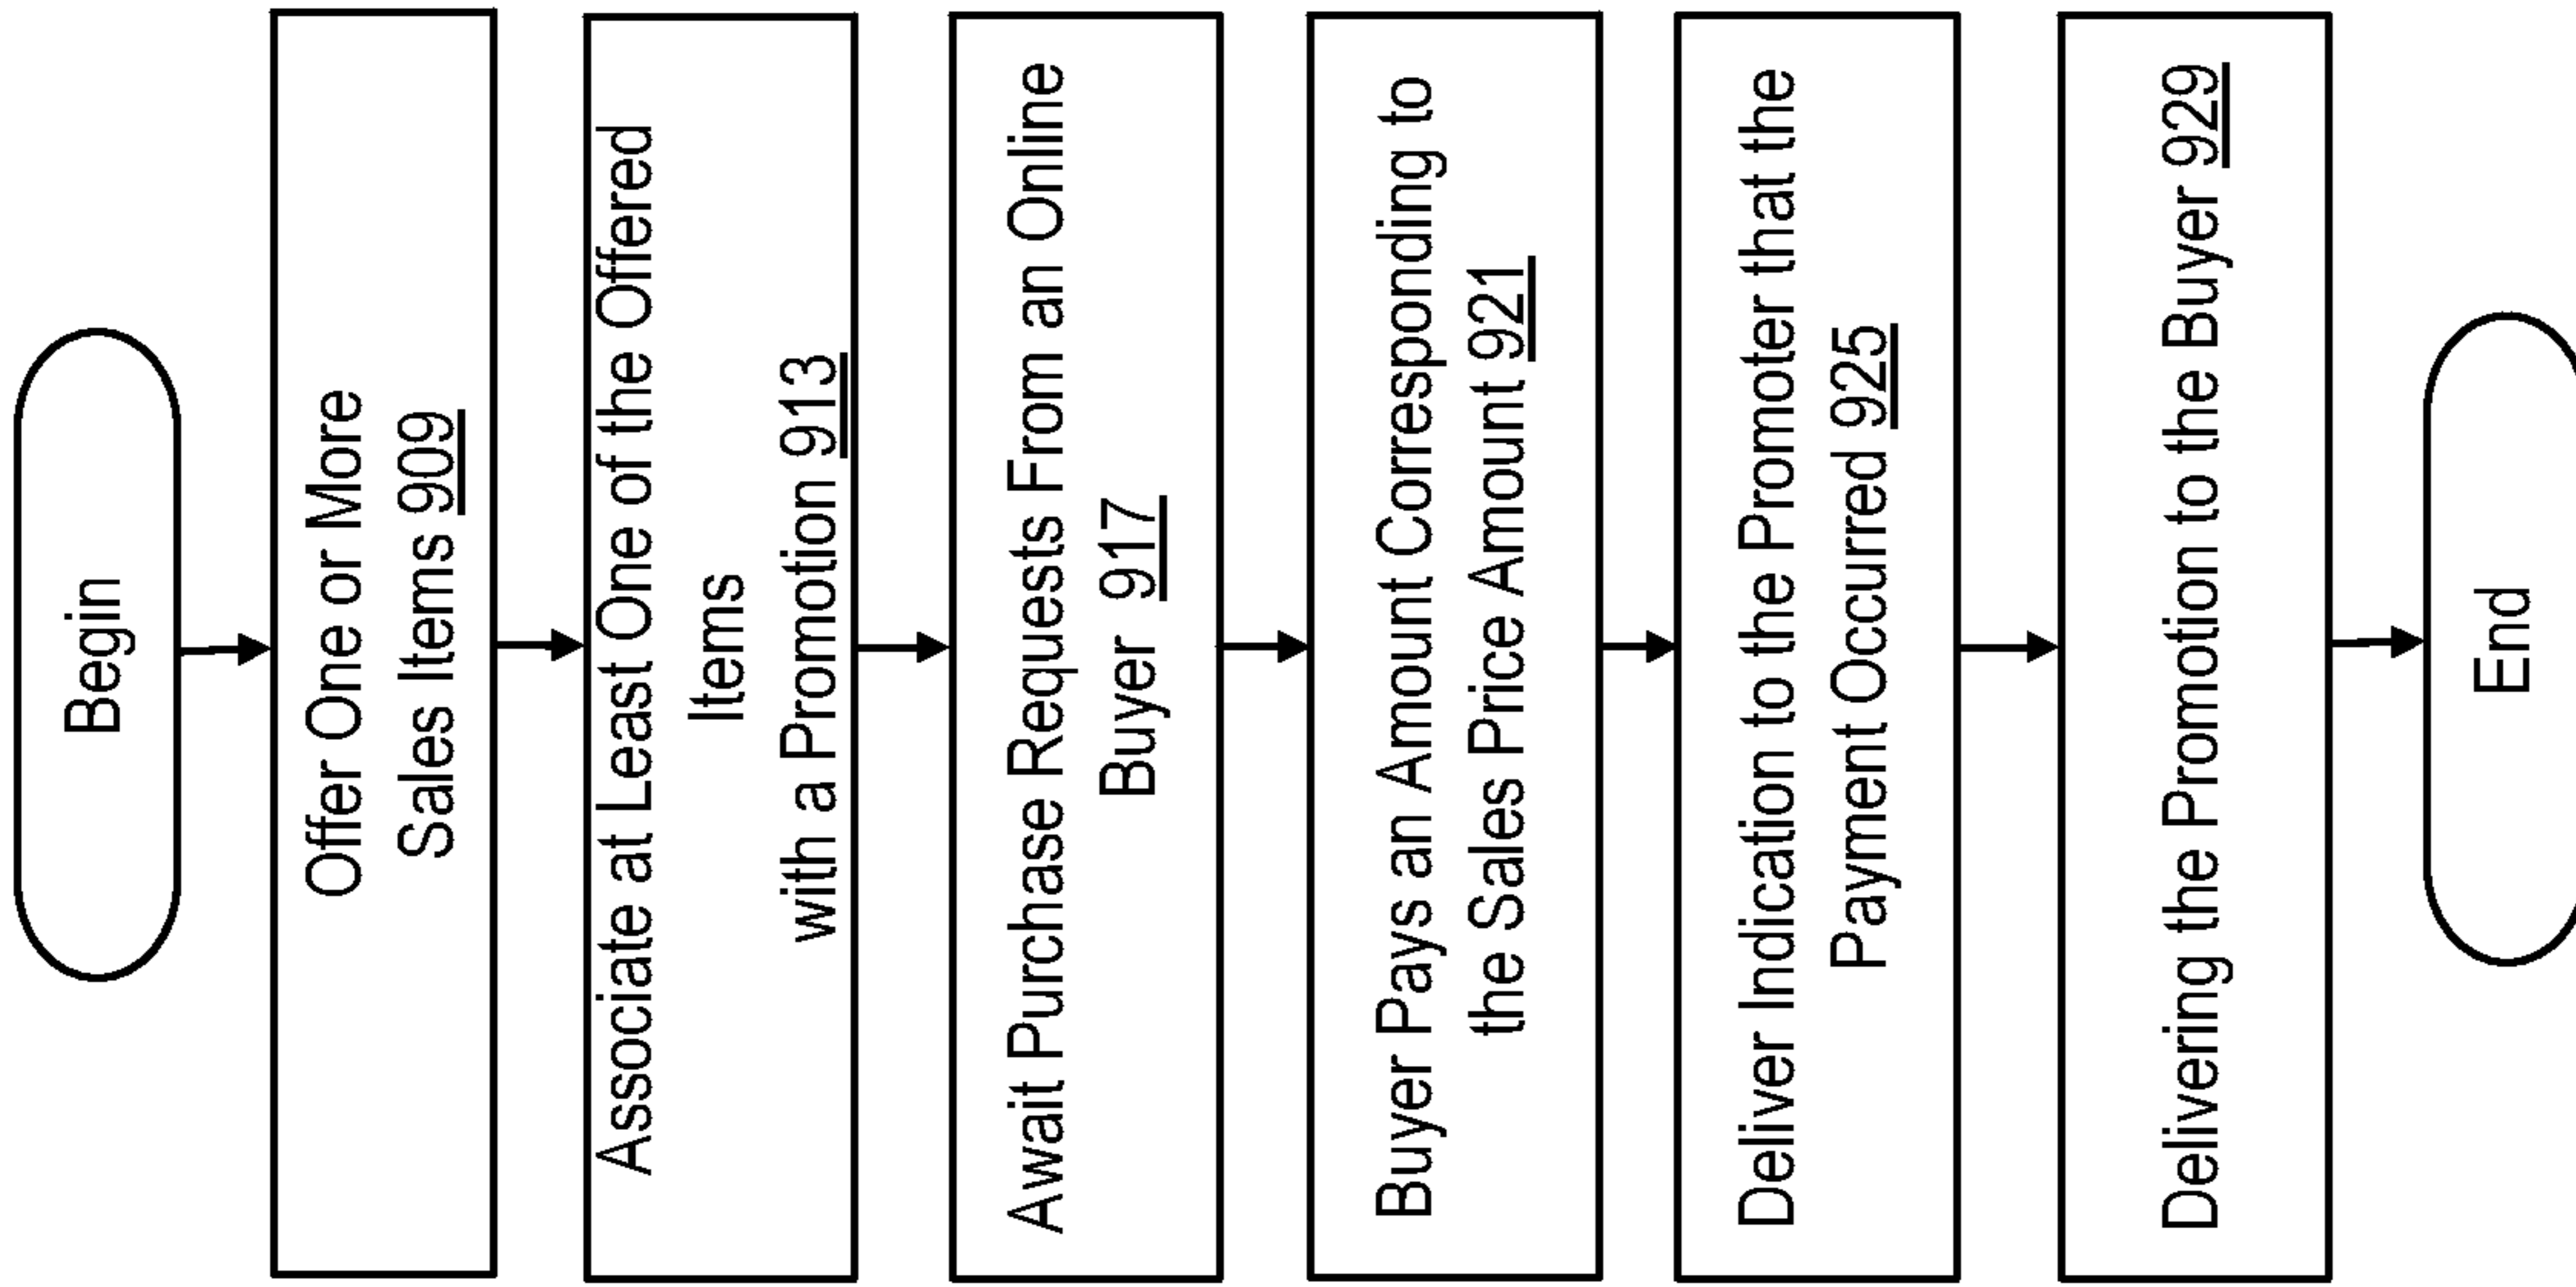 Begin
Offer One or More
Sales Items 909
Associate at Least One of the Offered
Items
with a Promotion 913
Await Purchase Requests From an Online
Buyer 917
Buyer Pays an Amount Corresponding to
the Sales Price Amount 921
Deliver Indication to the Promoter that the
Payment Occurred 925
Delivering the Promotion to the Buyer 929
End